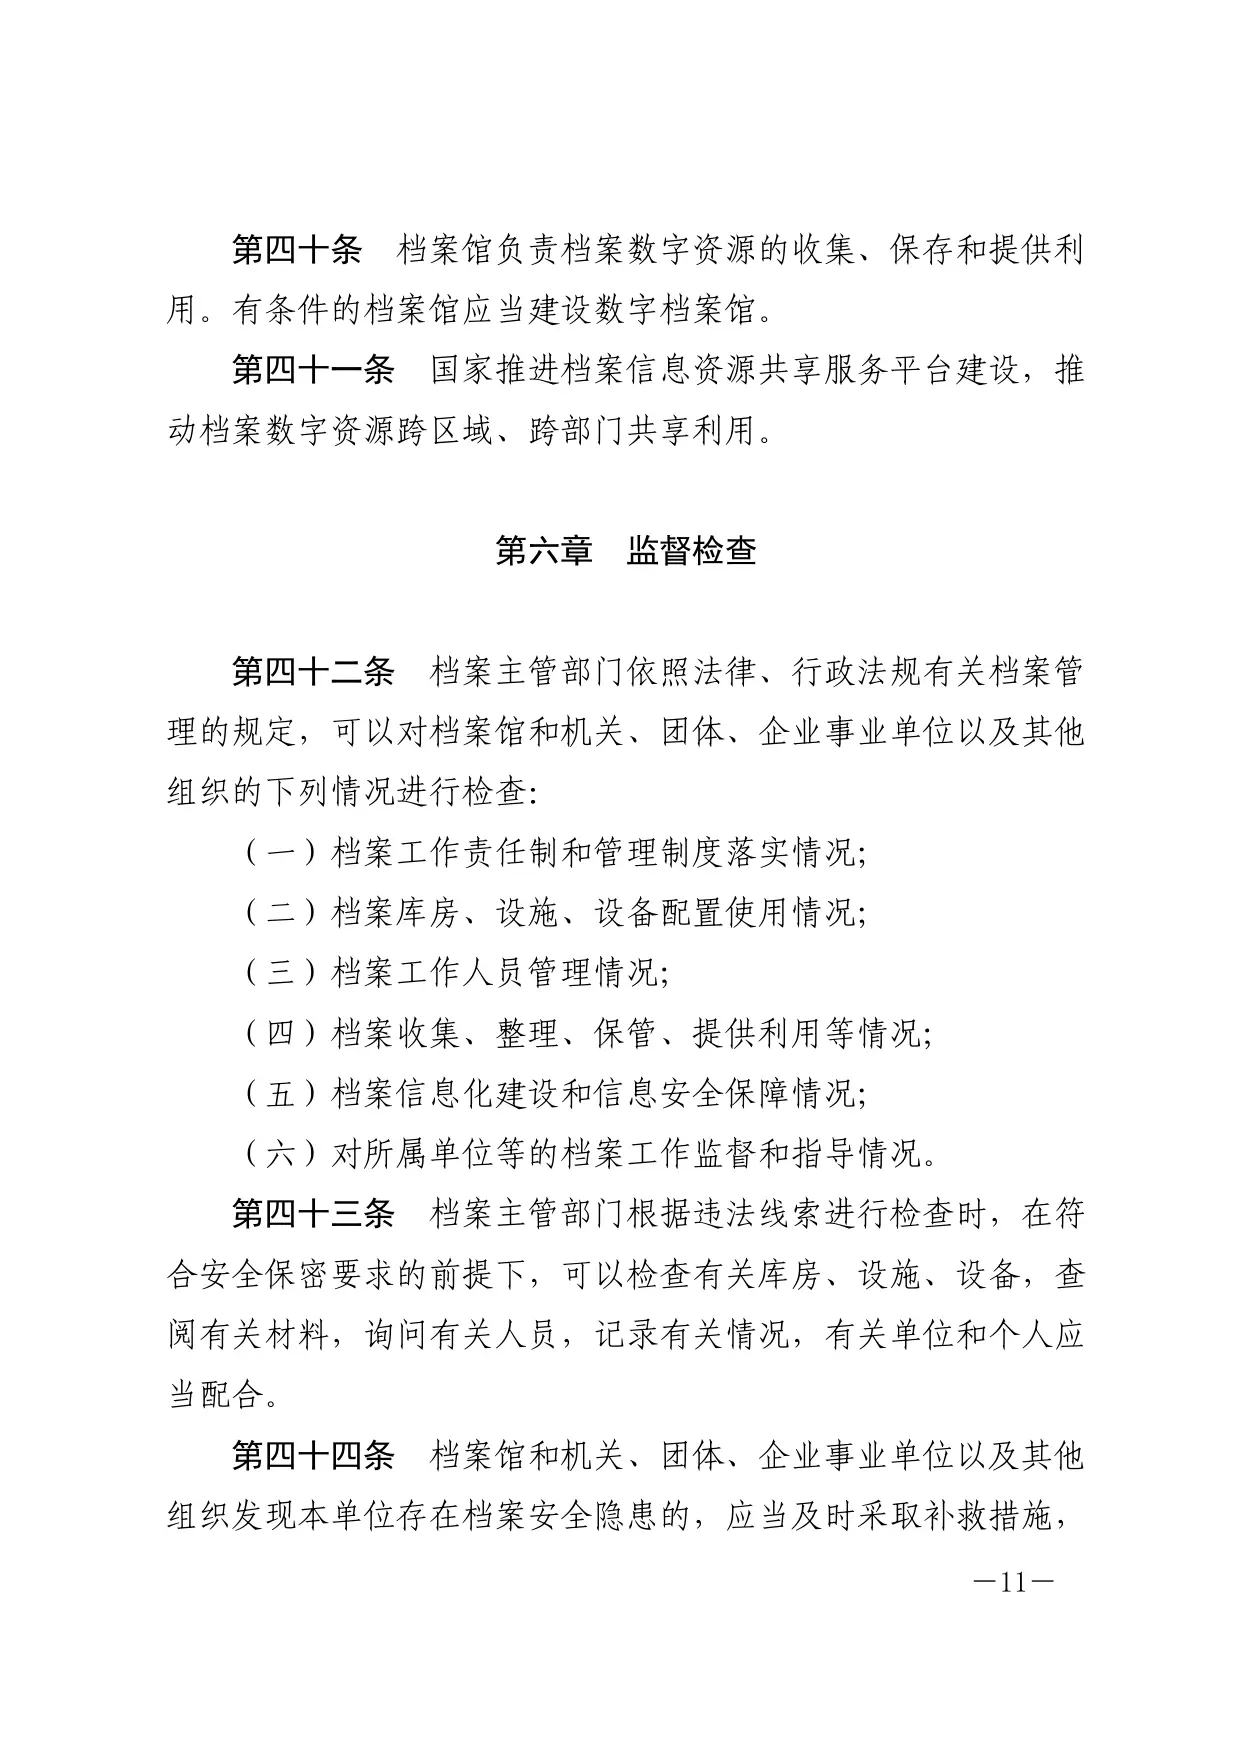 第四十条　档案馆负责档案数字资源的收集、保存和提供利
用。有条件的档案馆应当建设数字档案馆。
第四十一条　国家推进档案信息资源共享服务平台建设，推
动档案数字资源跨区域、跨部门共享利用。
第六章　监督检查
第四十二条　档案主管部门依照法律、行政法规有关档案管
理的规定，可以对档案馆和机关、团体、企业事业单位以及其他
组织的下列情况进行检查：
（一）档案工作责任制和管理制度落实情况；
（二）档案库房、设施、设备配置使用情况；
（三）档案工作人员管理情况；
（四）档案收集、整理、保管、提供利用等情况；
（五）档案信息化建设和信息安全保障情况；
（六）对所属单位等的档案工作监督和指导情况。
第四十三条　档案主管部门根据违法线索进行检查时，在符
合安全保密要求的前提下，可以检查有关库房、设施、设备，查
阅有关材料，询问有关人员，记录有关情况，有关单位和个人应
当配合。
第四十四条　档案馆和机关、团体、企业事业单位以及其他
组织发现本单位存在档案安全隐患的，应当及时采取补救措施，
—11—